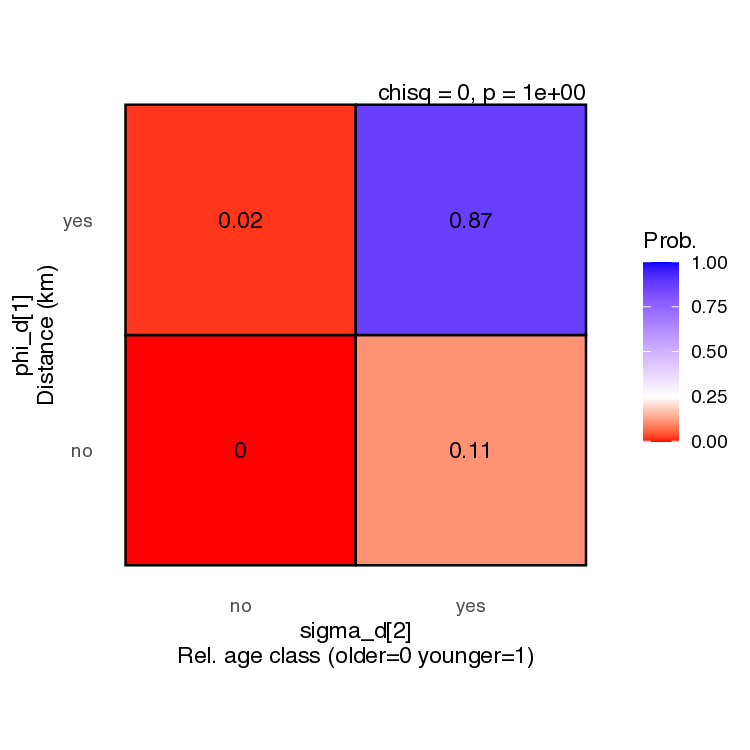 chisq = 0, p = 1e+00
yes
0.02
0.87
no
0
0.11
phi_d[1]
Distance (km)
no
yes
sigma_d[2]
Rel. age class (older=0 younger=1)
Prob.
1.00
0.75
0.50
0.25
0.00